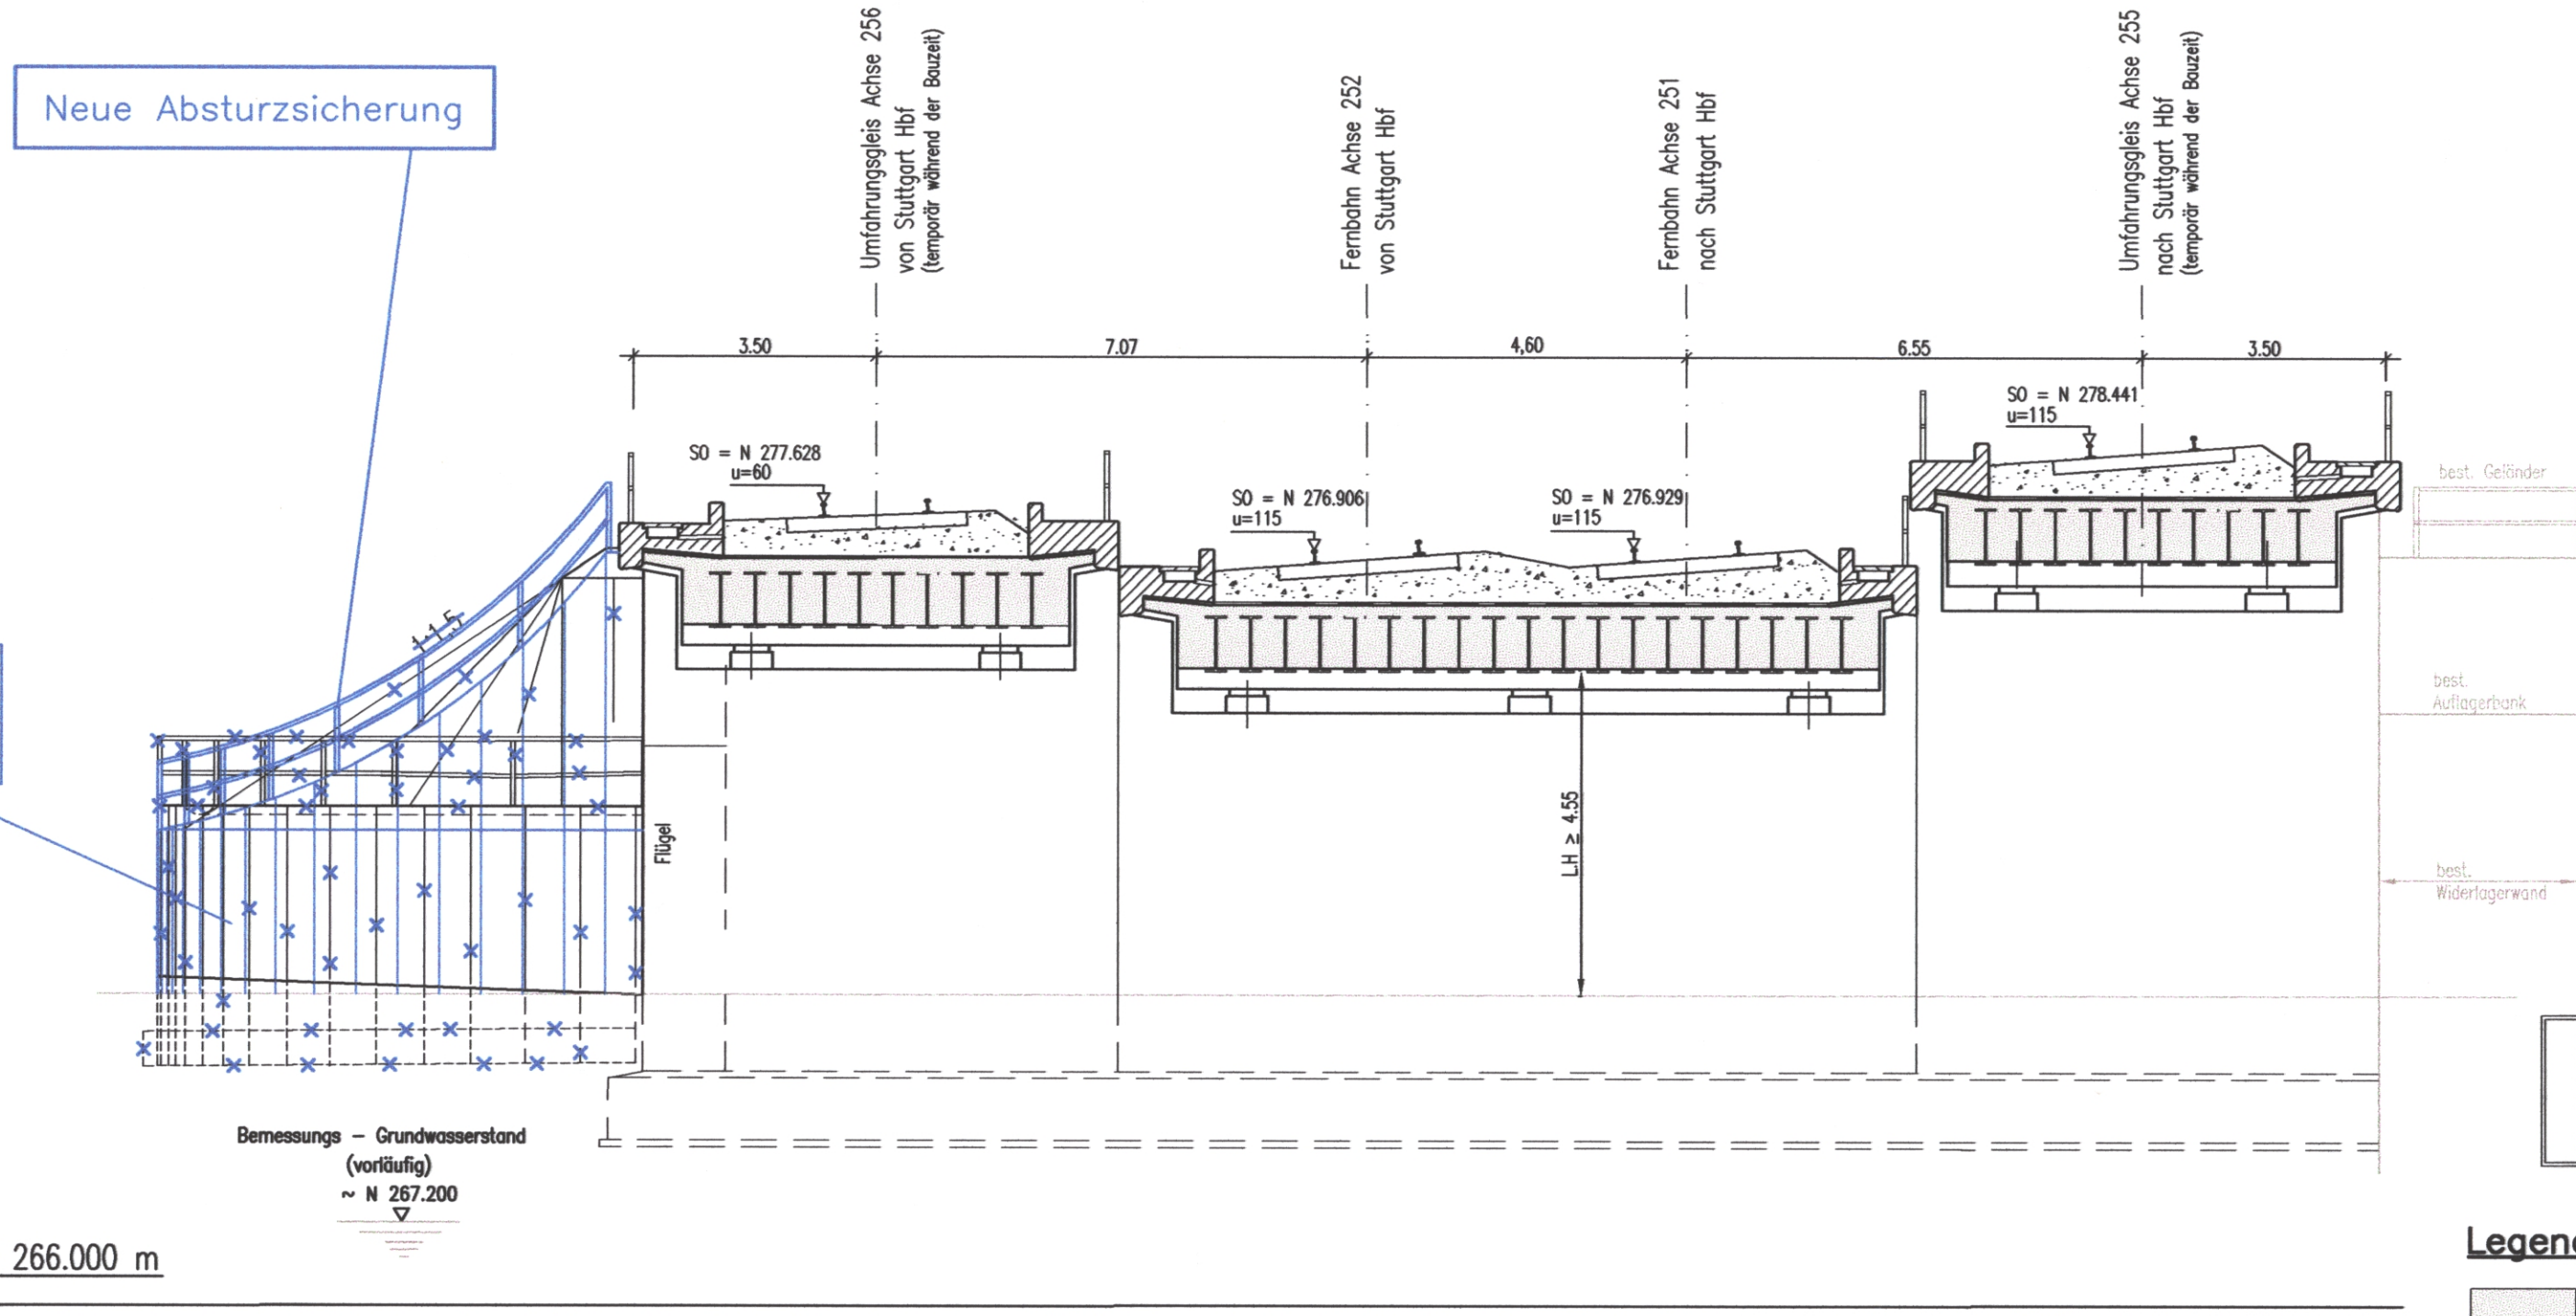 Neue Absturzsicherung
Umfahrungsgleis Achse 256
von Stuttgart Hbf
(temporär während der Bauzeit)
Fernbahn Achse 252
von Stuttgart Hbf
Fernbahn Achse 251
nach Stuttgart Hbf
Umfahrungsgleis Achse 255
nach Stuttgart Hbf
(temporär während der Bauzeit)
3.50
7.07
4,60
6.55
3.50
SO = N 277.628
u=60
SO = N 276.906
u=115
SO = N 276.929
u=115
SO = N 278.441
u=115
best. Geländer
1:1.5
best.
Auflagerbank
Flügel
LH ≥ 4.55
best.
Widerlagerwand
Bemessungs – Grundwasserstand
(vorläufig)
~ N 267.200
266.000 m